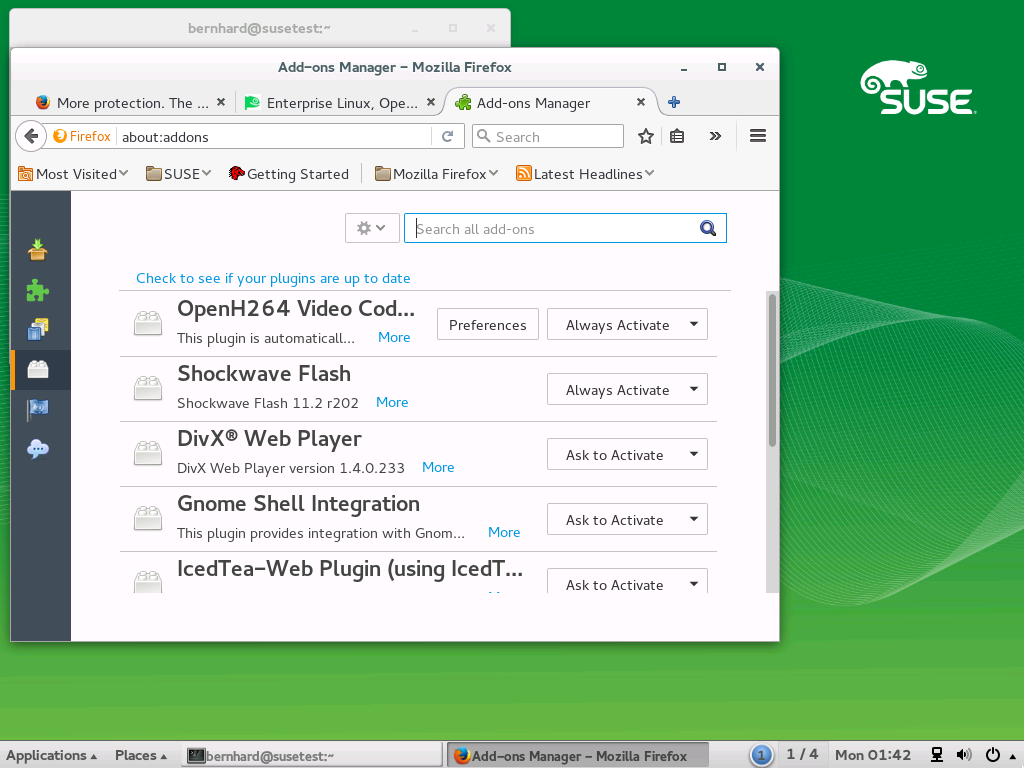 bernhard@susetest:~
Add-ons Manager - Mozilla Firefox
More protection. The ...
Enterprise Linux, Ope...
Add-ons Manager
Firefox
about:addons
Search
Most Visited
SUSE
Getting Started
Mozilla Firefox
Latest Headlines
Search all add-ons
Check to see if your plugins are up to date
OpenH264 Video Cod...
This plugin is automaticall... More
Preferences
Always Activate
Shockwave Flash
Shockwave Flash 11.2 r202 More
Always Activate
DivX® Web Player
DivX Web Player version 1.4.0.233 More
Ask to Activate
Gnome Shell Integration
This plugin provides integration with Gnom... More
Ask to Activate
IcedTea-Web Plugin (using IcedT...
Ask to Activate
SUSE
Applications
Places
bernhard@susetest:~
Add-ons Manager - Mozilla Firefox
1
1 / 4
Mon 01:42